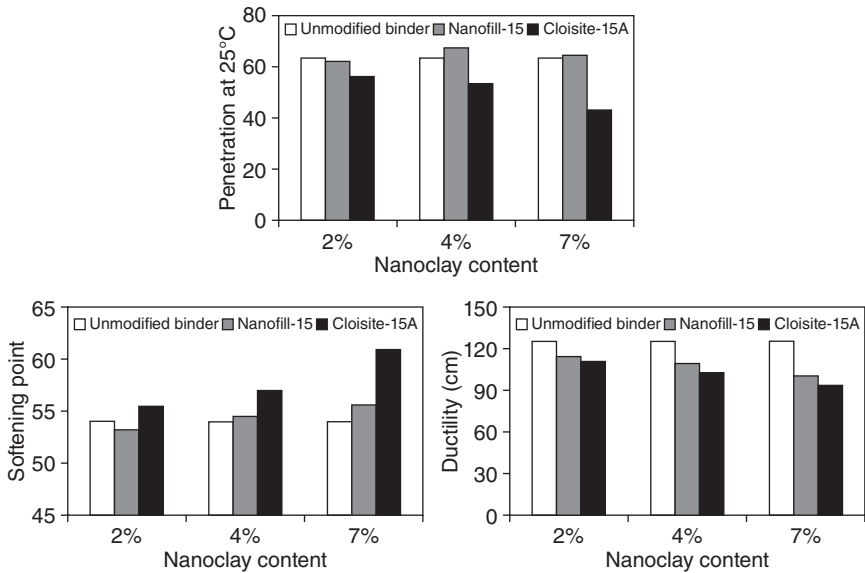 Penetration at 25°C
80
60
40
20
0
Unmodified binder Nanofill-15 Cloisite-15A
2% 4% 7%
Nanoclay content
Softening point
65
60
55
50
45
Unmodified binder Nanofill-15 Cloisite-15A
2% 4% 7%
Nanoclay content
Ductility (cm)
150
120
90
60
30
0
Unmodified binder Nanofill-15 Cloisite-15A
2% 4% 7%
Nanoclay content